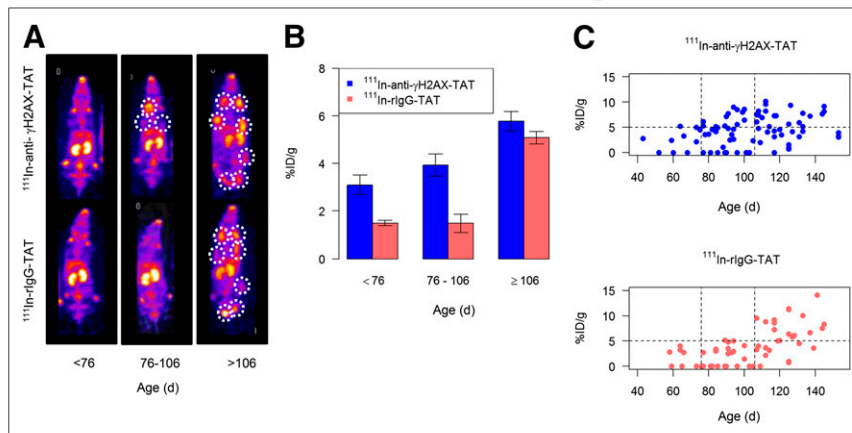 A
¹¹¹In-anti-γH2AX-TAT
¹¹¹In-rIgG-TAT
<76 76-106 >106
Age (d)
B
8
6
4
2
0
%ID/g
¹¹¹In-anti-γH2AX-TAT
¹¹¹In-rIgG-TAT
< 76 76 - 106 ≥ 106
Age (d)
C
¹¹¹In-anti-γH2AX-TAT
15
10
5
0
%ID/g
40 60 80 100 120 140
Age (d)
¹¹¹In-rIgG-TAT
15
10
5
0
%ID/g
40 60 80 100 120 140
Age (d)